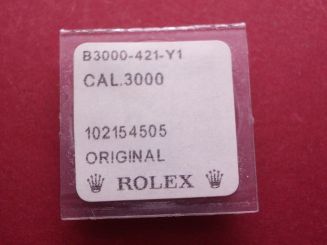 B3000-421-Y1
CAL.3000
102154505
ORIGINAL
ROLEX